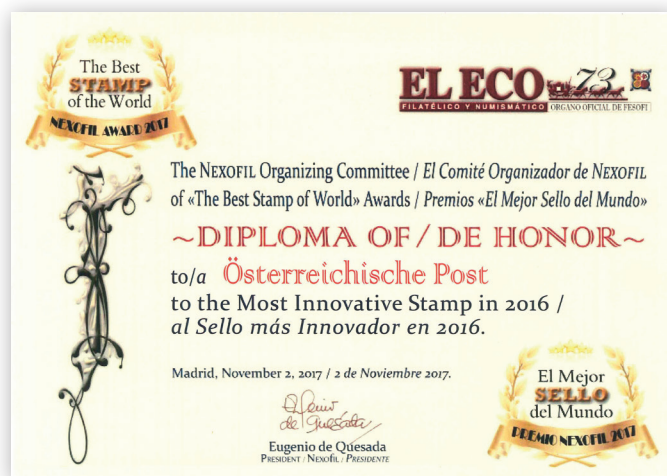 The Best
STAMP
of the World
NEXOFIL AWARD 2017
EL ECO 73
FILATÉLICO Y NUMISMÁTICO ORGANO OFICIAL DE FESOFI
The NEXOFIL Organizing Committee / El Comité Organizador de NEXOFIL
of «The Best Stamp of World» Awards / Premios «El Mejor Sello del Mundo»
~DIPLOMA OF / DE HONOR~
to/a Österreichische Post
to the Most Innovative Stamp in 2016 /
al Sello más Innovador en 2016.
Madrid, November 2, 2017 / 2 de Noviembre 2017.
Eugenio de Quesada
PRESIDENT / NEXOFIL / PRESIDENTE
El Mejor
SELLO
del Mundo
PREMIO NEXOFIL 2017